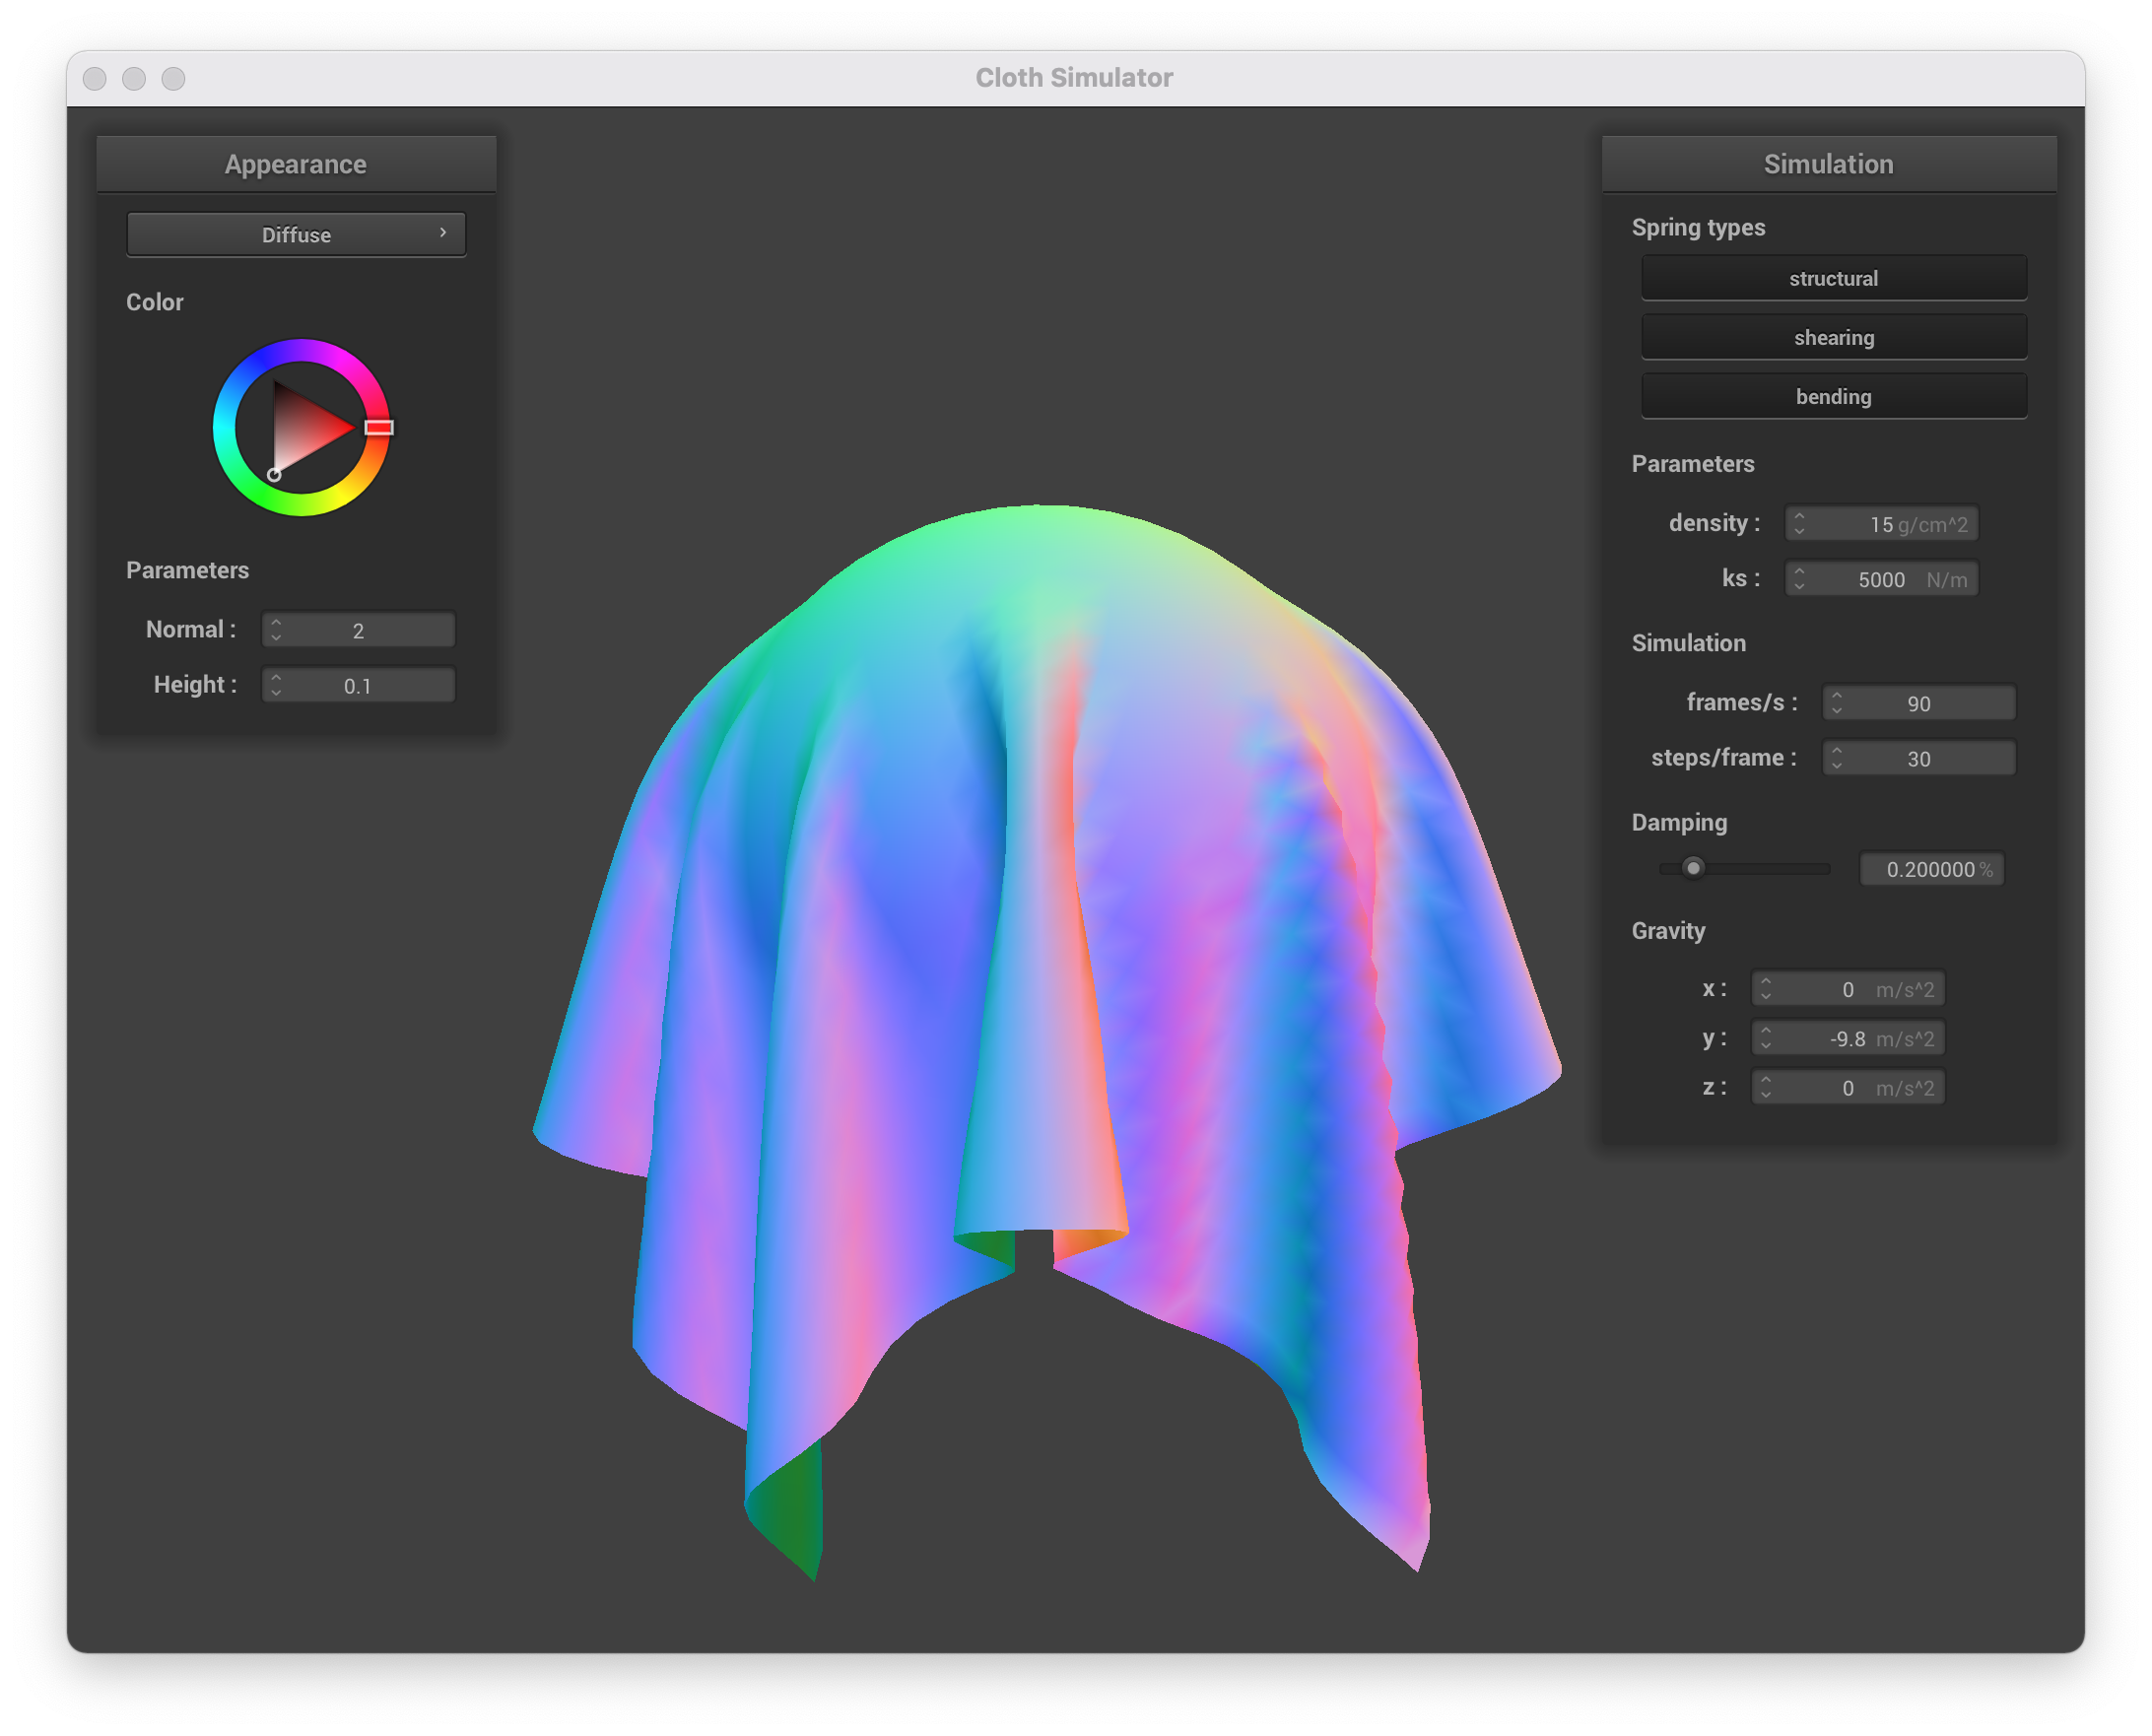 Cloth Simulator
Appearance
Diffuse
Color
Parameters
Normal : 2
Height : 0.1
Simulation
Spring types
structural
shearing
bending
Parameters
density : 15 g/cm^2
ks : 5000 N/m
Simulation
frames/s : 90
steps/frame : 30
Damping
0.200000 %
Gravity
x : 0 m/s^2
y : -9.8 m/s^2
z : 0 m/s^2